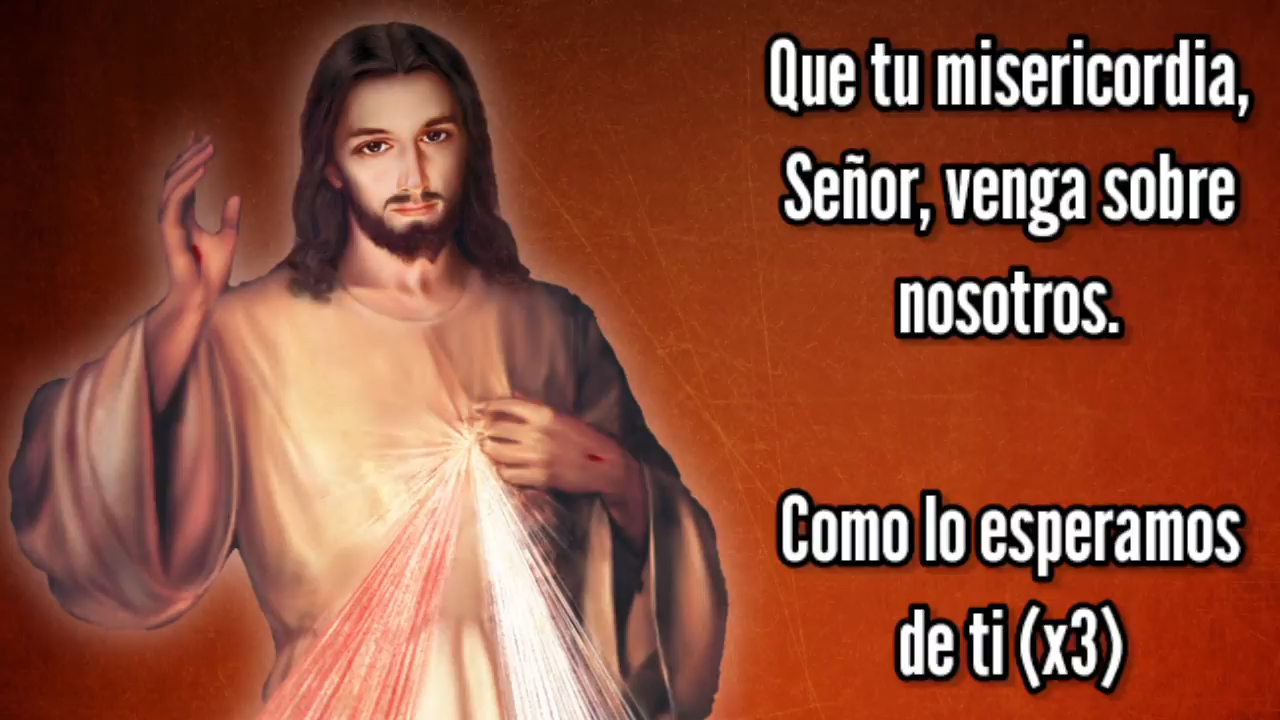 Que tu misericordia,
Señor, venga sobre
nosotros.
Como lo esperamos
de ti (x3)